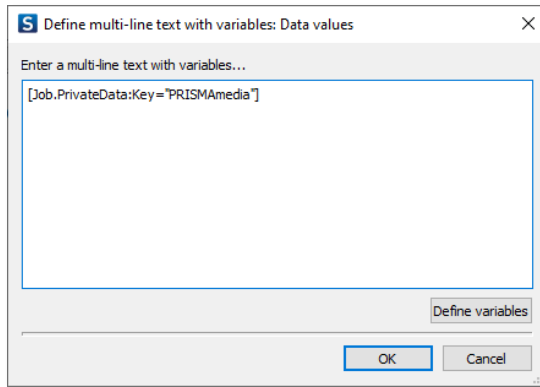 S Define multi-line text with variables: Data values
Enter a multi-line text with variables...
[Job.PrivateData:Key="PRISMAmedia"]
Define variables
OK Cancel